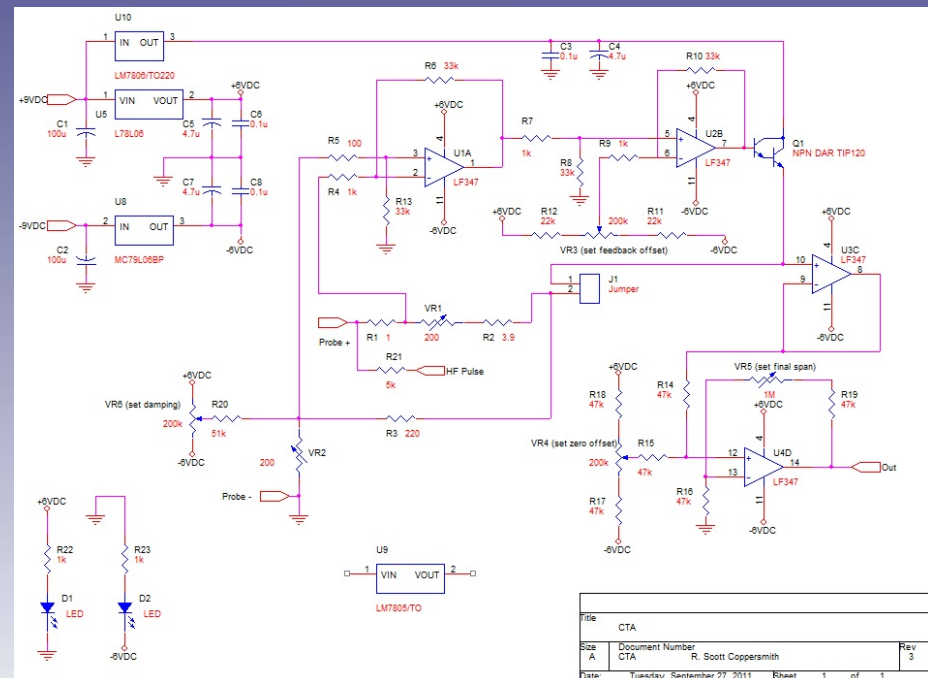 U10
1 IN OUT 3
LM7806/TO220
+9VDC
1 VIN VOUT 2
U5
L78L06
C1
100u
+6VDC
C5
4.7u
C6
0.1u
C7
4.7u
C8
0.1u
U8
-9VDC
2 IN OUT 3
MC79L06BP
-6VDC
C2
100u
C3
0.1u
C4
4.7u
R6 33k
+6VDC
4
R5 100
3
U1A
1
2
LF347
R4 1k
11
-6VDC
R13
33k
R7
1k
R8
33k
R10 33k
+6VDC
4
5
U2B
7
R9 1k
6
LF347
11
-6VDC
Q1
NPN DAR TIP120
+6VDC
R12
22k
200k
R11
22k
-6VDC
VR3 (set feedback offset)
+6VDC
4
U3C
LF347
10
8
9
11
-6VDC
1
2
J1
Jumper
Probe +
R1 1
VR1
200
R2 3.9
R21
5k
HF Pulse
+6VDC
VR6 (set damping)
200k
R20
51k
-6VDC
R3 220
200
VR2
Probe -
+6VDC
R18
47k
VR4 (set zero offset)
200k
R15
47k
R17
47k
-6VDC
R14
47k
VR5 (set final span)
1M
+6VDC
R19
47k
4
12
U4D
14
13
LF347
11
-6VDC
R16
47k
Out
+6VDC
R22
1k
D1
LED
R23
1k
D2
LED
-6VDC
U9
1 VIN VOUT 2
LM7805/TO
Title
CTA
Size
A
Document Number
CTA R. Scott Coppersmith
Rev
3
Date: Tuesday, September 27, 2011 Sheet 1 of 1